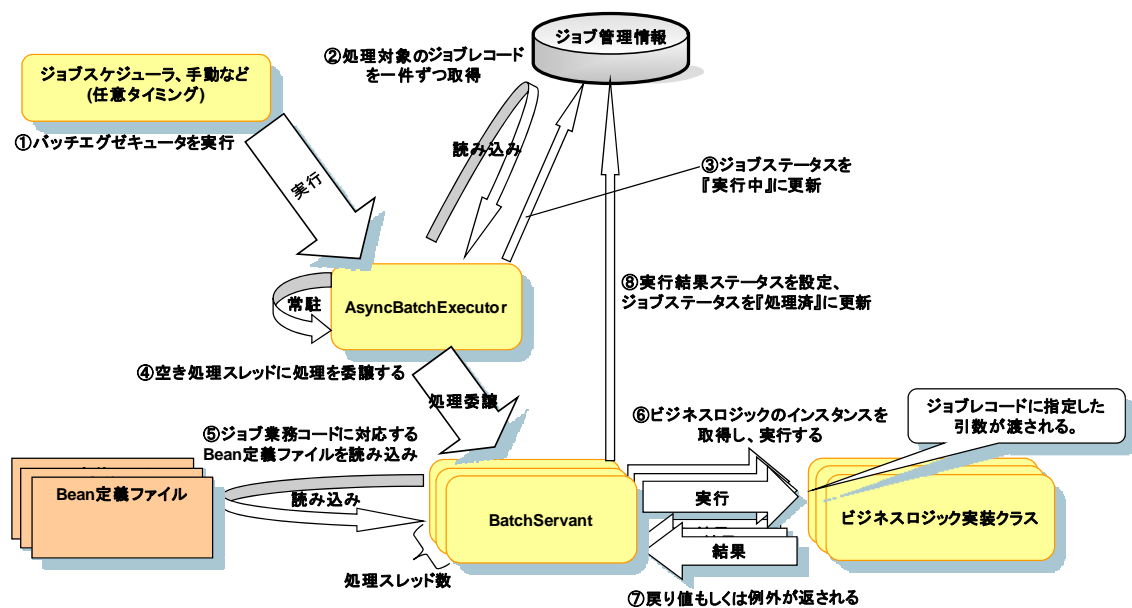 ジョブ管理情報
②処理対象のジョブレコード
を一件ずつ取得
ジョブスケジューラ、手動など
(任意タイミング)
①バッチエグゼキュータを実行
読み込み
実行
③ジョブステータスを
『実行中』に更新
⑧実行結果ステータスを設定、
ジョブステータスを『処理済』に更新
常駐
AsyncBatchExecutor
④空き処理スレッドに処理を委譲する
処理委譲
⑥ビジネスロジックのインスタンスを
取得し、実行する
ジョブレコードに指定した
引数が渡される。
⑤ジョブ業務コードに対応する
Bean定義ファイルを読み込み
Bean定義ファイル
読み込み
BatchServant
実行
ビジネスロジック実装クラス
結果
処理スレッド数
⑦戻り値もしくは例外が返される